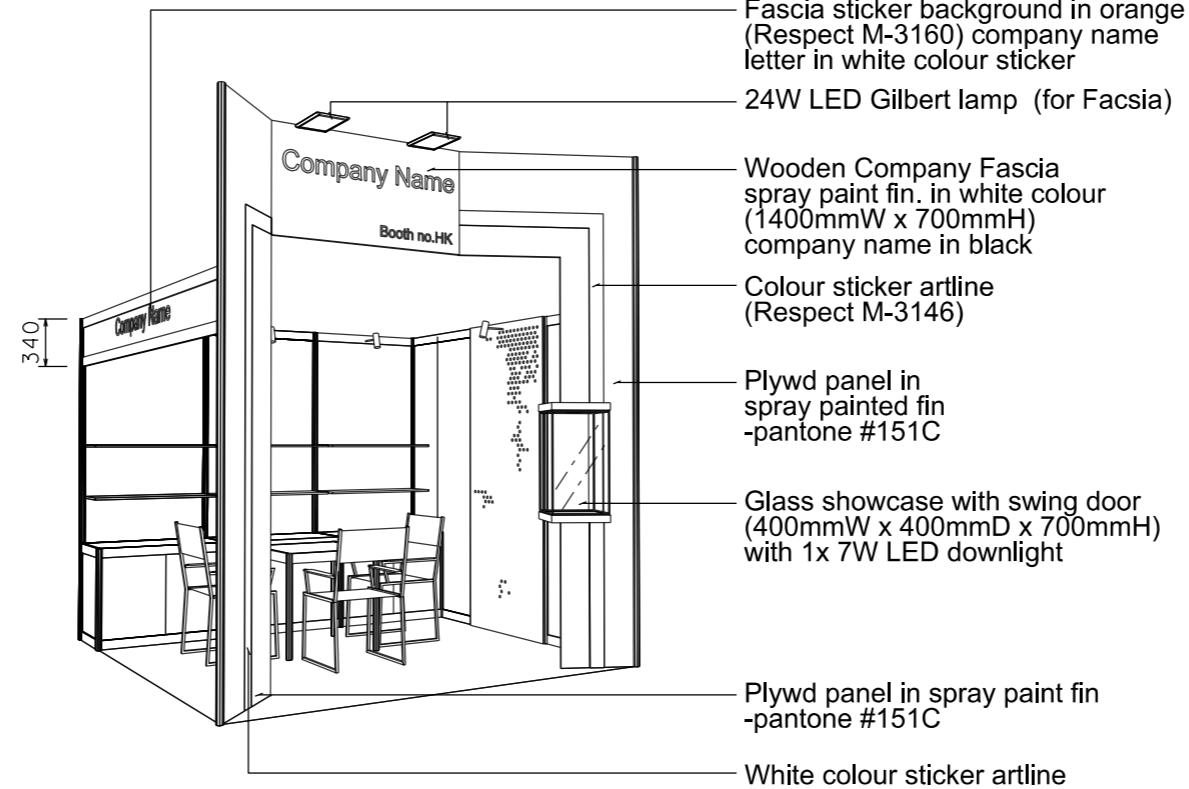 Fascia sticker background in orange
(Respect M-3160) company name
letter in white colour sticker
24W LED Gilbert lamp (for Facsia)
Company Name
Wooden Company Fascia
spray paint fin. in white colour
(1400mmW x 700mmH)
company name in black
Booth no.HK
Colour sticker artline
(Respect M-3146)
Company Name
340
Plywd panel in
spray painted fin
-pantone #151C
Glass showcase with swing door
(400mmW x 400mmD x 700mmH)
with 1x 7W LED downlight
Plywd panel in spray paint fin
-pantone #151C
White colour sticker artline